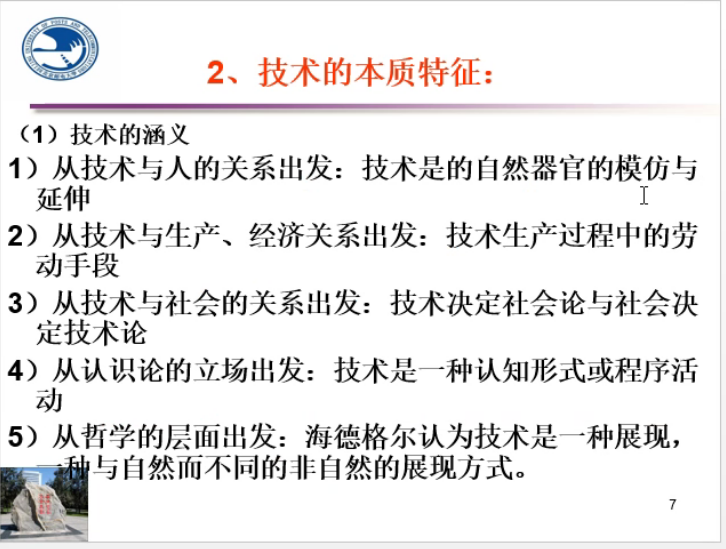 2、技术的本质特征：
（1）技术的涵义
1）从技术与人的关系出发：技术是的自然器官的模仿与
延伸
2）从技术与生产、经济关系出发：技术生产过程中的劳
动手段
3）从技术与社会的关系出发：技术决定社会论与社会决
定技术论
4）从认识论的立场出发：技术是一种认知形式或程序活
动
5）从哲学的层面出发：海德格尔认为技术是一种展现，
一种与自然而不同的非自然的展现方式。
7